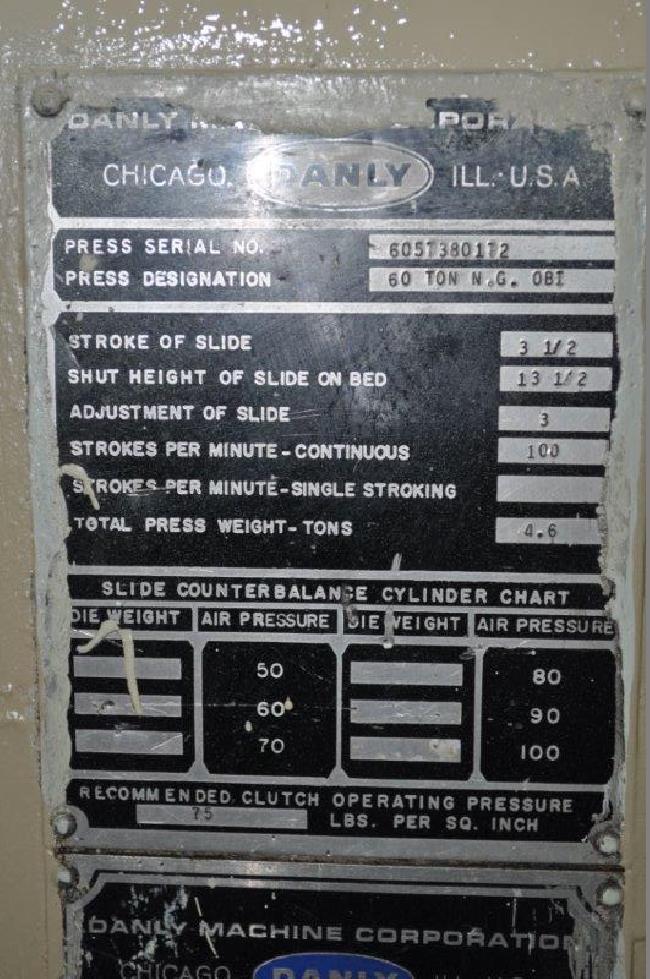 DANLY
CHICAGO, DANLY ILL.·U.S.A
PRESS SERIAL NO.
PRESS DESIGNATION 60 TON N.G. OBI
STROKE OF SLIDE 3 1/2
SHUT HEIGHT OF SLIDE ON BED 13 1/2
ADJUSTMENT OF SLIDE 3
STROKES PER MINUTE-CONTINUOUS 100
STROKES PER MINUTE-SINGLE STROKING
TOTAL PRESS WEIGHT-TONS 4.6
SLIDE COUNTERBALANCE CYLINDER CHART
DIE WEIGHT AIR PRESSURE DIE WEIGHT AIR PRESSURE
50 80
60 90
70 100
RECOMMENDED CLUTCH OPERATING PRESSURE
75 LBS. PER SQ. INCH
DANLY MACHINE CORPORATION
CHICAGO DANLY